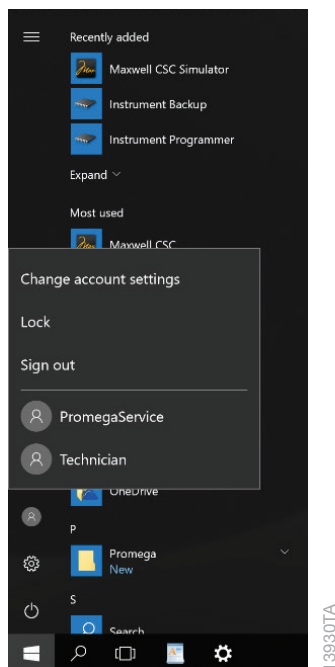 Recently added
Maxwell CSC Simulator
Instrument Backup
Instrument Programmer
Expand
Most used
Maxwell CSC
Change account settings
Lock
Sign out
PromegaService
Technician
OneDrive
P
Promega
New
S
Search
13930TA